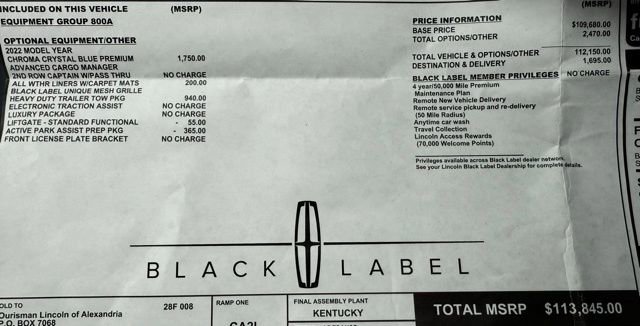 INCLUDED ON THIS VEHICLE (MSRP)
EQUIPMENT GROUP 800A
OPTIONAL EQUIPMENT/OTHER
2022 MODEL YEAR
CHROMA CRYSTAL BLUE PREMIUM 1,750.00
ADVANCED CARGO MANAGER
2ND ROW CAPTAIN W/PASS THRU NO CHARGE
ALL WTHR LINERS W/CARPET MATS 200.00
BLACK LABEL UNIQUE MESH GRILLE
HEAVY DUTY TRAILER TOW PKG 940.00
ELECTRONIC TRACTION ASSIST NO CHARGE
LUXURY PACKAGE NO CHARGE
LIFTGATE - STANDARD FUNCTIONAL - 55.00
ACTIVE PARK ASSIST PREP PKG - 365.00
FRONT LICENSE PLATE BRACKET NO CHARGE
(MSRP)
PRICE INFORMATION
BASE PRICE $109,680.00
TOTAL OPTIONS/OTHER 2,470.00
TOTAL VEHICLE & OPTIONS/OTHER 112,150.00
DESTINATION & DELIVERY 1,695.00
BLACK LABEL MEMBER PRIVILEGES NO CHARGE
4 year/50,000 Mile Premium
Maintenance Plan
Remote New Vehicle Delivery
Remote service pickup and re-delivery
(50 Mile Radius)
Anytime car wash
Travel Collection
Lincoln Access Rewards
(70,000 Welcome Points)
Privileges available across Black Label dealer network.
See your Lincoln Black Label Dealership for complete details.
BLACK LABEL
OLD TO 28F 008
Ourisman Lincoln of Alexandria
P.O. BOX 7068
RAMP ONE
FINAL ASSEMBLY PLANT
KENTUCKY
TOTAL MSRP $113,845.00